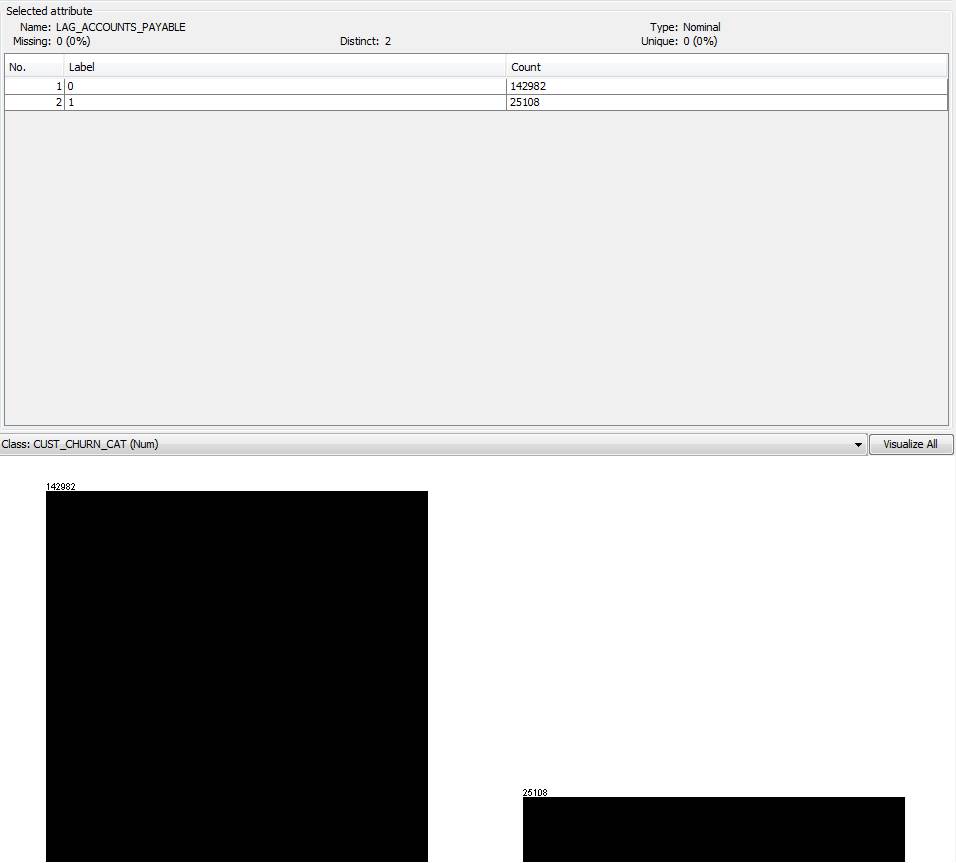 Selected attribute
Name: LAG_ACCOUNTS_PAYABLE Type: Nominal
Missing: 0 (0%) Distinct: 2 Unique: 0 (0%)
No. Label Count
1 0 142982
2 1 25108
Class: CUST_CHURN_CAT (Num) Visualize All
142982
25108